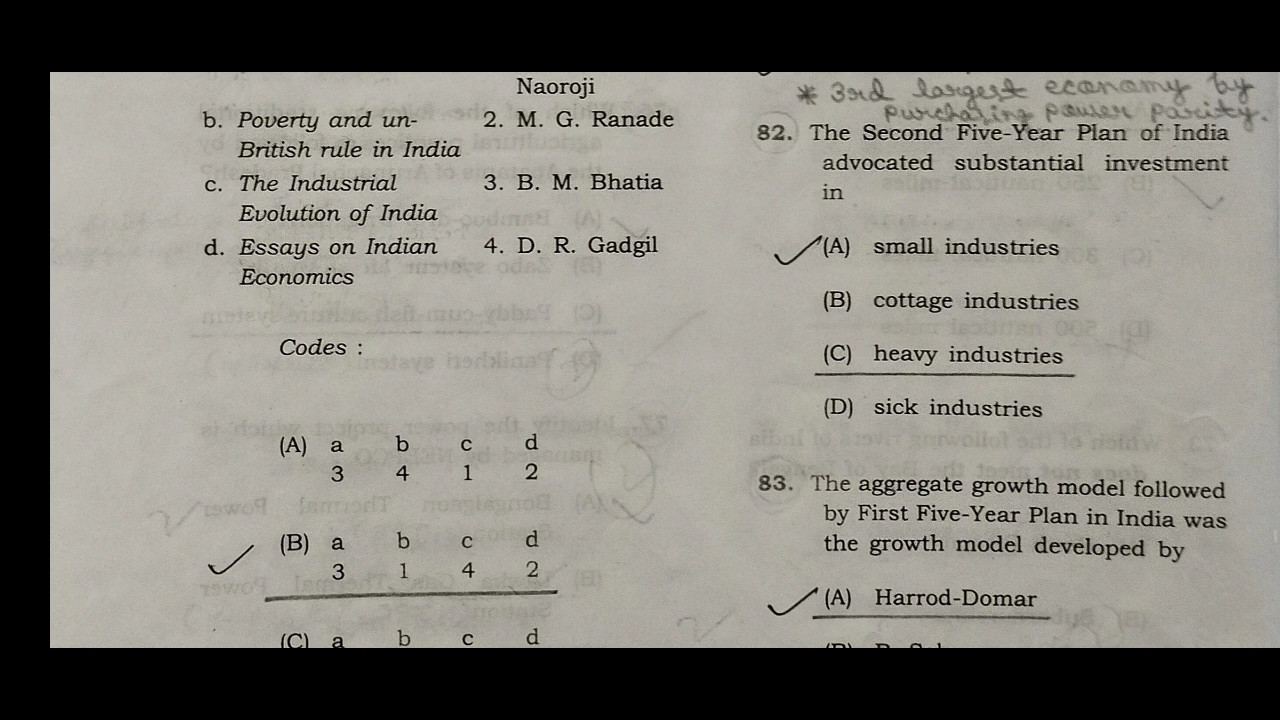 Naoroji
b. Poverty and un- 2. M. G. Ranade
British rule in India
c. The Industrial 3. B. M. Bhatia
Evolution of India
d. Essays on Indian 4. D. R. Gadgil
Economics
Codes :
(A) a b c d
3 4 1 2
(B) a b c d
3 1 4 2
(C) a b c d
* 3rd largest economy by
purchasing power parity.
82. The Second Five-Year Plan of India
advocated substantial investment
in
(A) small industries
(B) cottage industries
(C) heavy industries
(D) sick industries
83. The aggregate growth model followed
by First Five-Year Plan in India was
the growth model developed by
(A) Harrod-Domar